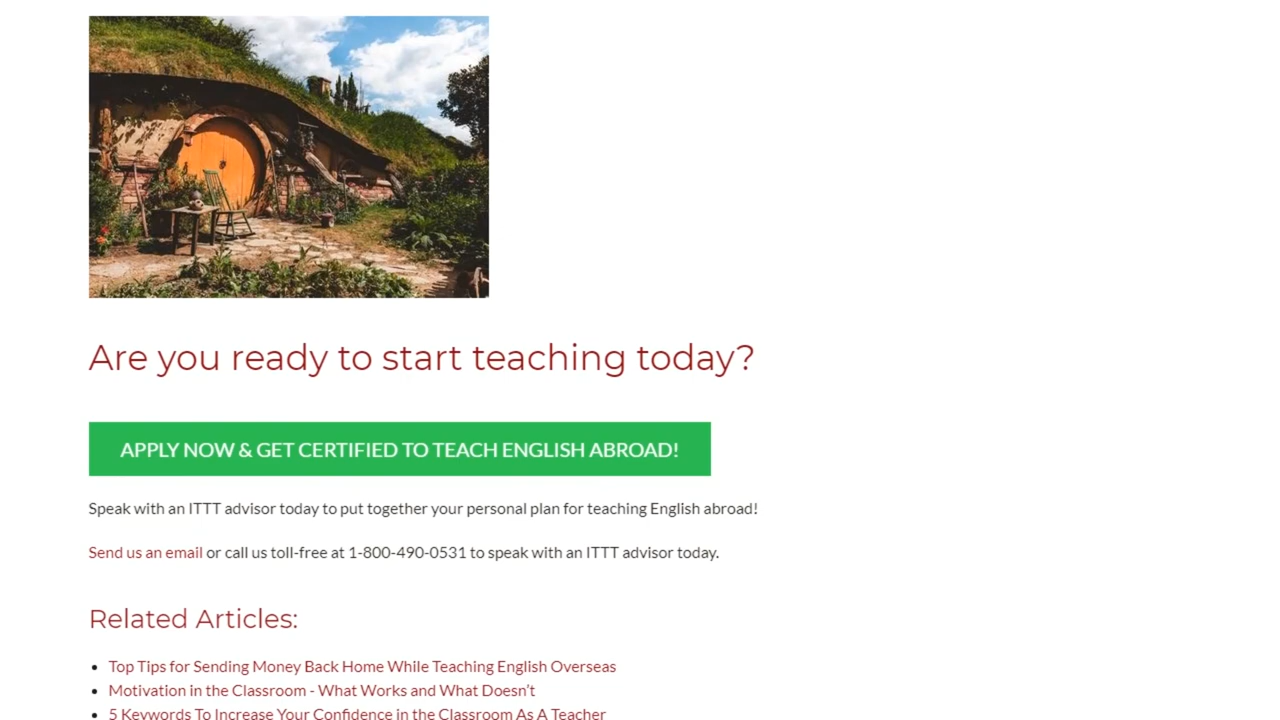 Are you ready to start teaching today?
APPLY NOW & GET CERTIFIED TO TEACH ENGLISH ABROAD!
Speak with an ITTT advisor today to put together your personal plan for teaching English abroad!
Send us an email or call us toll-free at 1-800-490-0531 to speak with an ITTT advisor today.
Related Articles:
Top Tips for Sending Money Back Home While Teaching English Overseas
Motivation in the Classroom - What Works and What Doesn't
5 Keywords To Increase Your Confidence in the Classroom As A Teacher